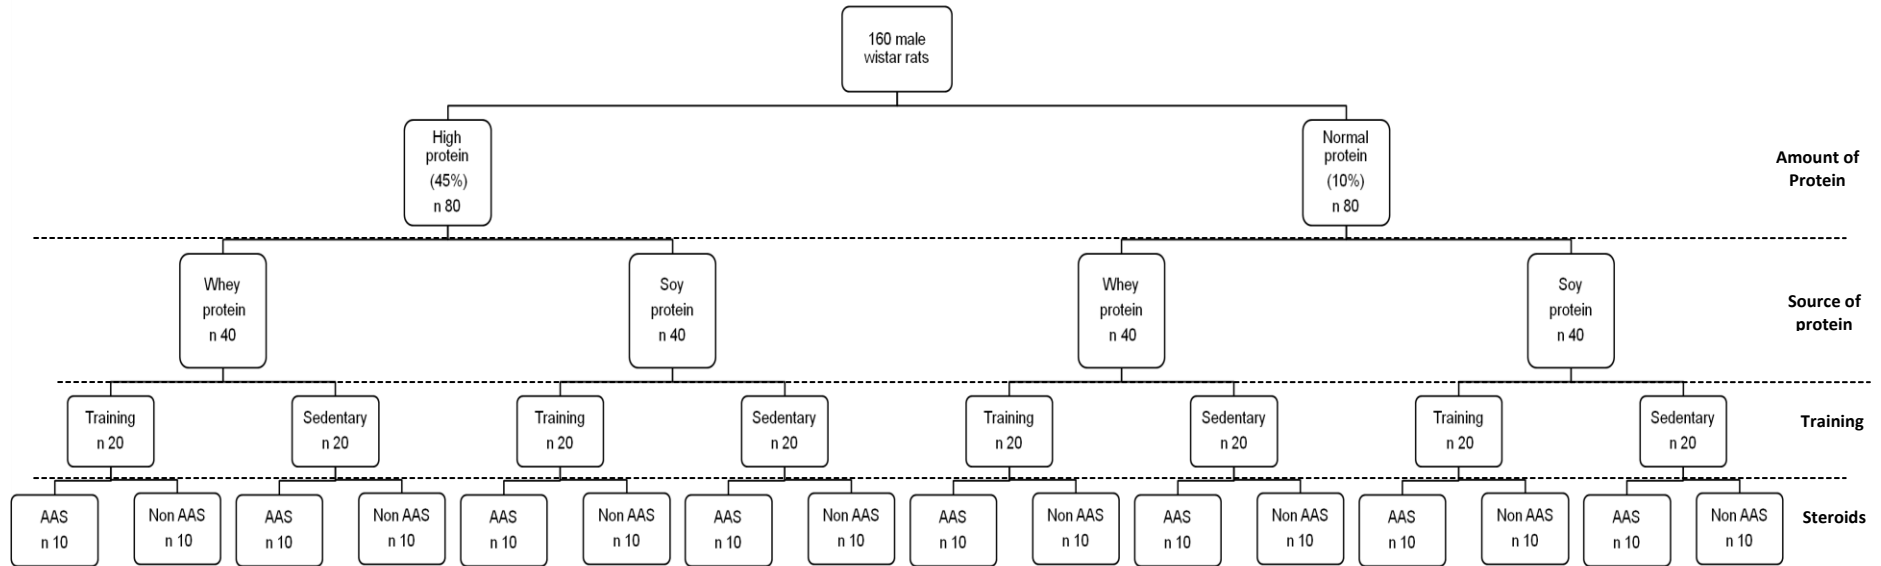 160 male
wistar rats
High
protein
(45%)
n 80
Normal
protein
(10%)
n 80
Amount of
Protein
Whey
protein
n 40
Soy
protein
n 40
Whey
protein
n 40
Soy
protein
n 40
Source of
protein
Training
n 20
Sedentary
n 20
Training
n 20
Sedentary
n 20
Training
n 20
Sedentary
n 20
Training
n 20
Sedentary
n 20
Training
AAS
n 10
Non AAS
n 10
AAS
n 10
Non AAS
n 10
AAS
n 10
Non AAS
n 10
AAS
n 10
Non AAS
n 10
AAS
n 10
Non AAS
n 10
AAS
n 10
Non AAS
n 10
AAS
n 10
Non AAS
n 10
AAS
n 10
Non AAS
n 10
Steroids